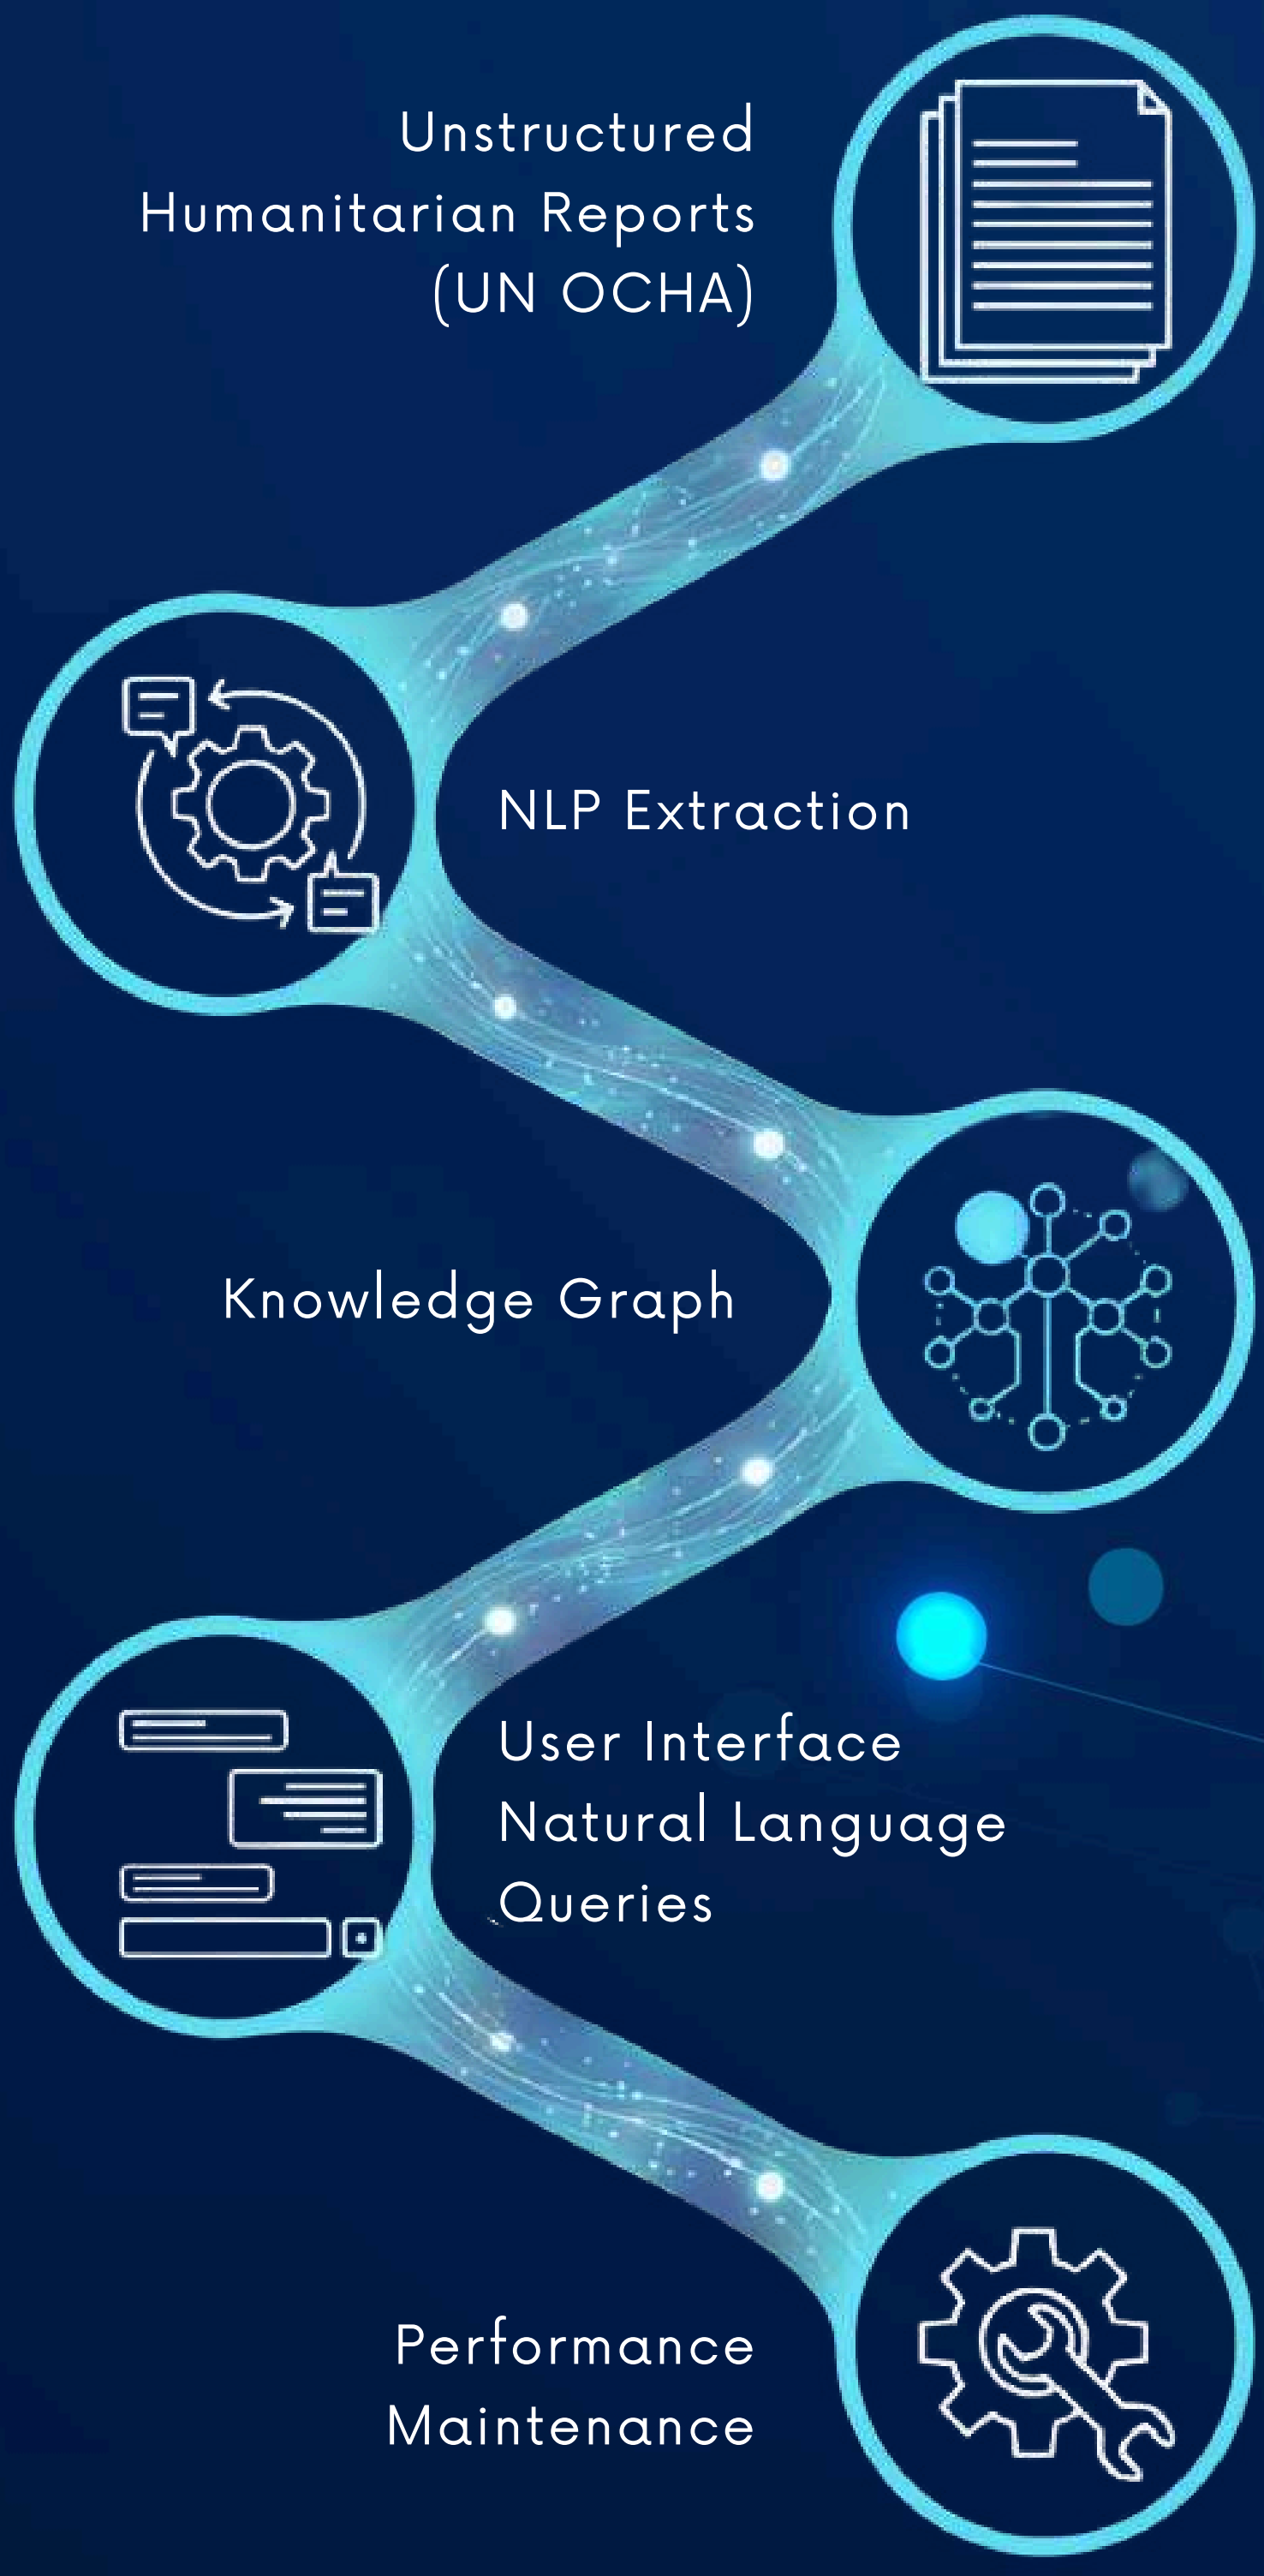 Unstructured
Humanitarian Reports
(UN OCHA)
NLP Extraction
Knowledge Graph
User Interface
Natural Language
Queries
Performance
Maintenance